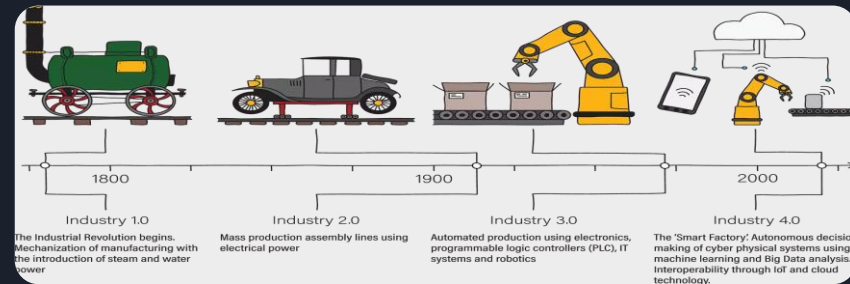 1800
1900
2000
Industry 1.0
The Industrial Revolution begins.
Mechanization of manufacturing with
the introduction of steam and water
power
Industry 2.0
Mass production assembly lines using
electrical power
Industry 3.0
Automated production using electronics,
programmable logic controllers (PLC), IT
systems and robotics
Industry 4.0
The 'Smart Factory'. Autonomous decisio
making of cyber physical systems using
machine learning and Big Data analysis.
Interoperability through IoT and cloud
technology.